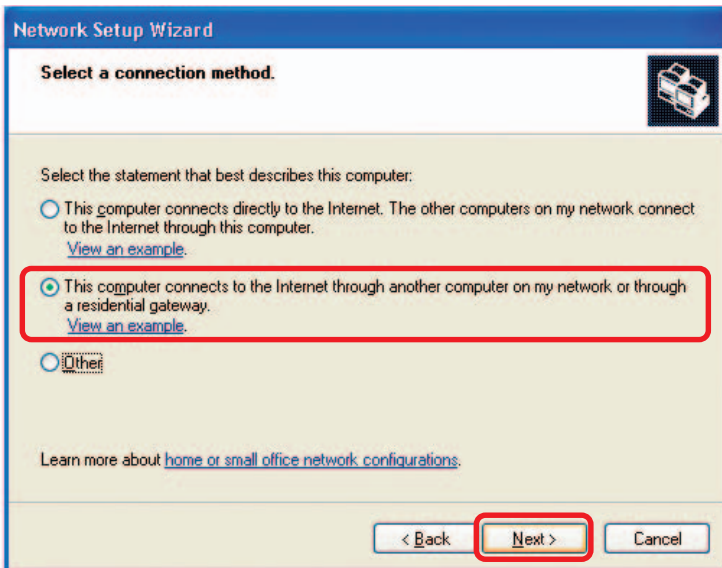 Network Setup Wizard
Select a connection method.
Select the statement that best describes this computer:
This computer connects directly to the Internet. The other computers on my network connect
to the Internet through this computer.
View an example.
This computer connects to the Internet through another computer on my network or through
a residential gateway.
View an example.
Other
Learn more about home or small office network configurations.
< Back
Next >
Cancel